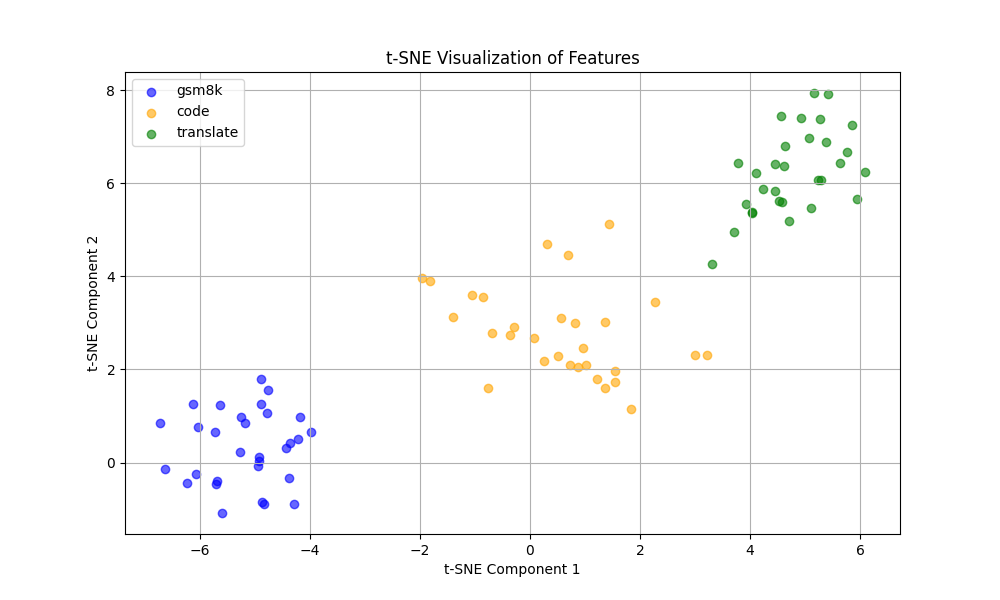 t-SNE Visualization of Features
gsm8k
code
translate
t-SNE Component 2
8
6
4
2
0
−6
−4
−2
0
2
4
6
t-SNE Component 1